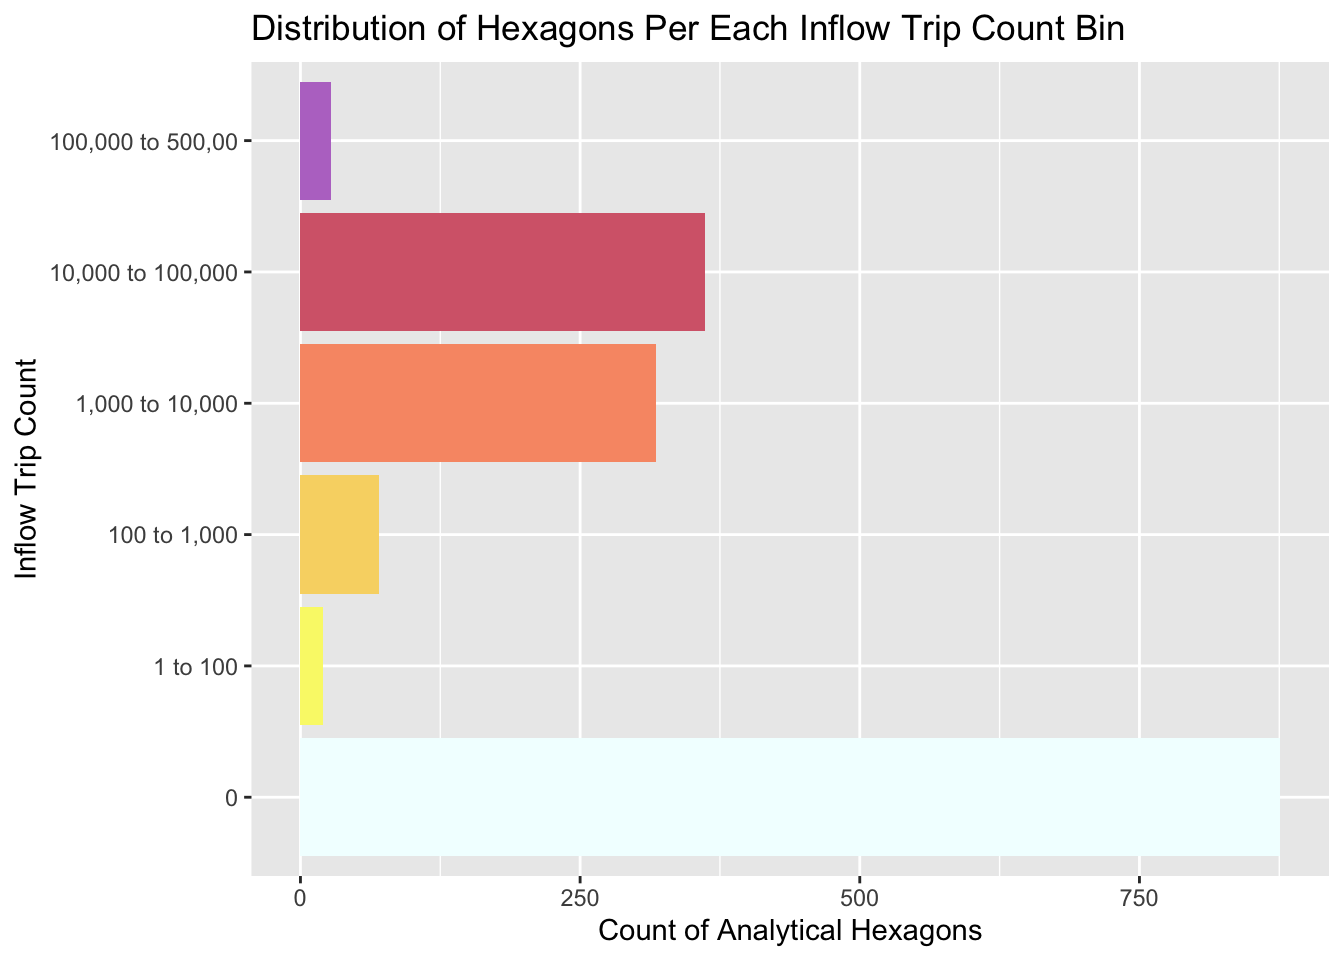 Distribution of Hexagons Per Each Inflow Trip Count Bin
Inflow Trip Count
100,000 to 500,00
10,000 to 100,000
1,000 to 10,000
100 to 1,000
1 to 100
0
0 250 500 750
Count of Analytical Hexagons